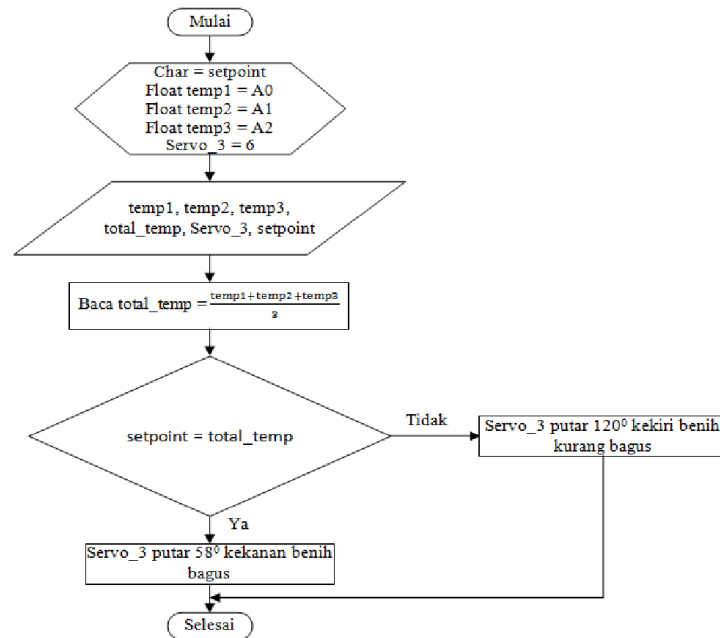 Mulai
Char = setpoint
Float temp1 = A0
Float temp2 = A1
Float temp3 = A2
Servo_3 = 6
temp1, temp2, temp3,
total_temp, Servo_3, setpoint
Baca total_temp = temp1+temp2+temp3
3
setpoint = total_temp
Tidak
Servo_3 putar 120⁰ kekiri benih
kurang bagus
Ya
Servo_3 putar 58⁰ kekanan benih
bagus
Selesai